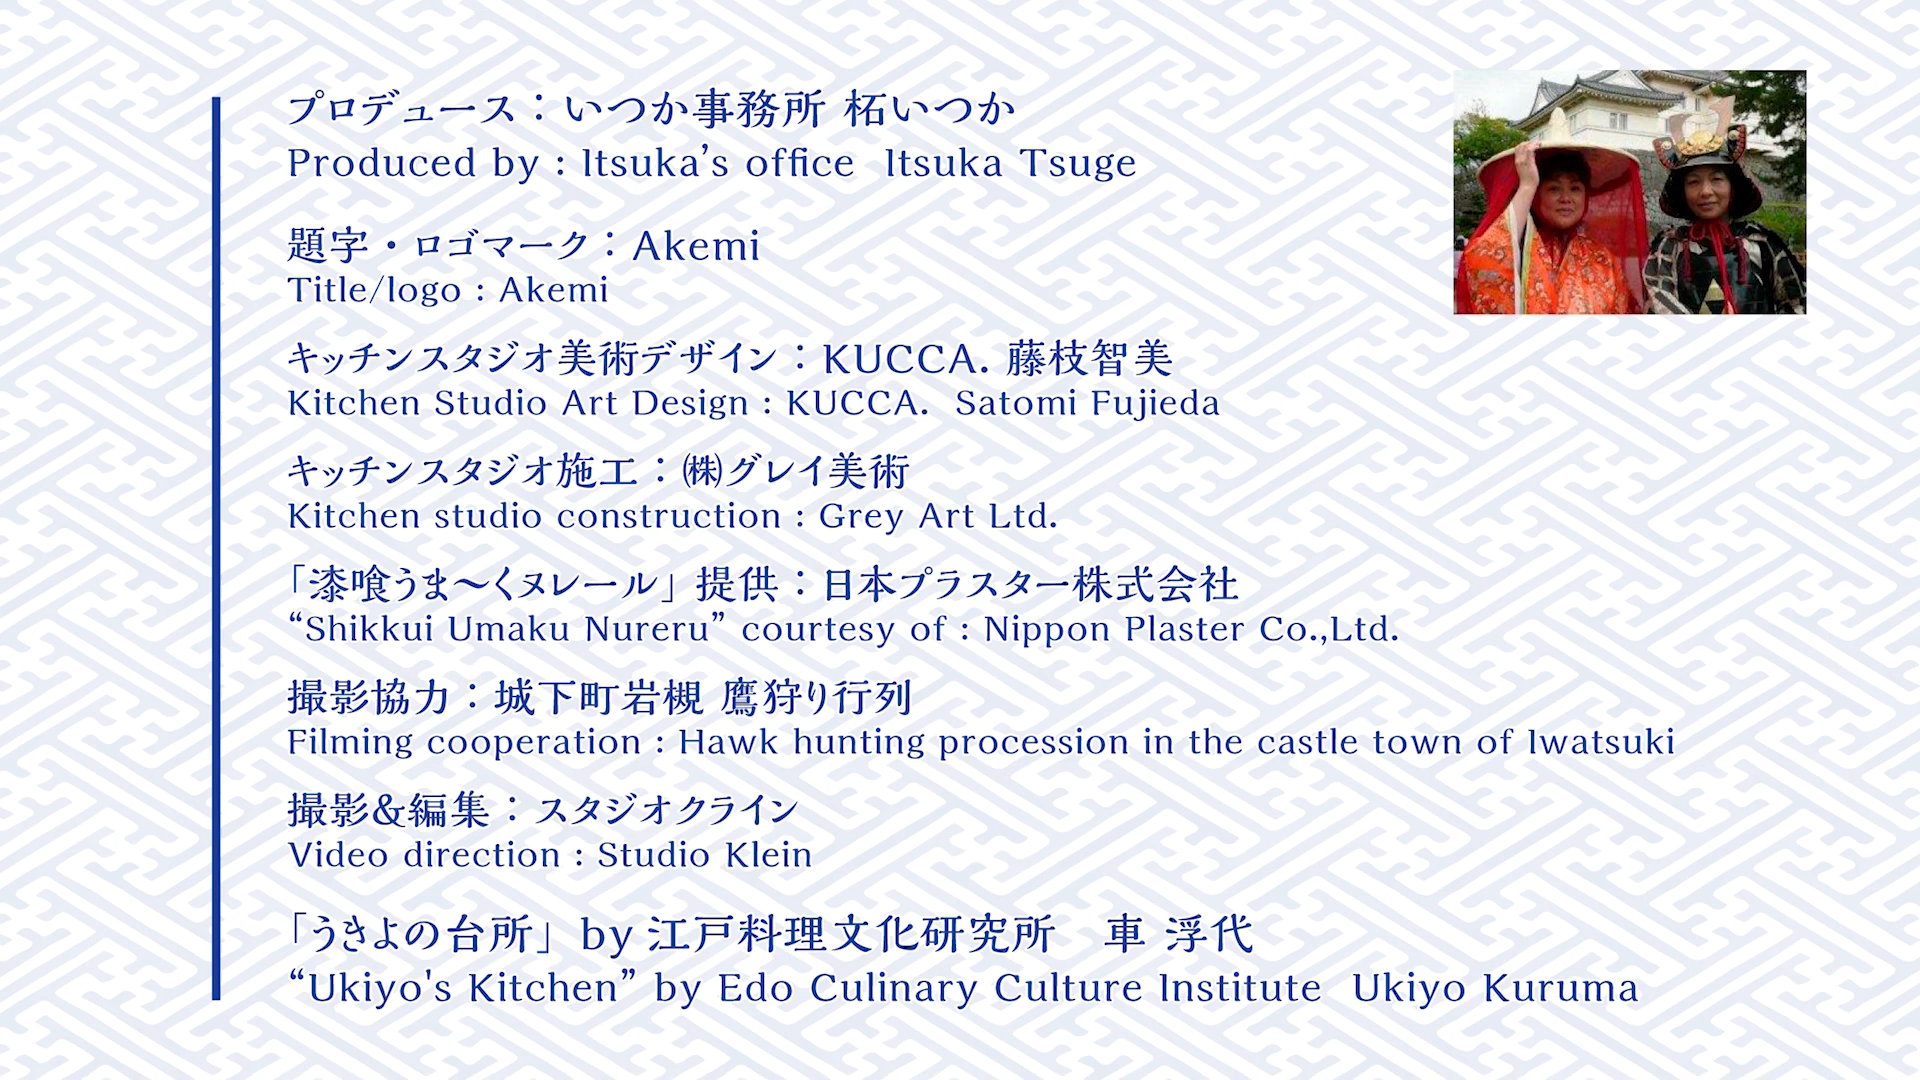 プロデュース：いつか事務所 柘いつか
Produced by : Itsuka’s office  Itsuka Tsuge
題字・ロゴマーク：Akemi
Title/logo : Akemi
キッチンスタジオ美術デザイン：KUCCA. 藤枝智美
Kitchen Studio Art Design : KUCCA.  Satomi Fujieda
キッチンスタジオ施工：㈱グレイ美術
Kitchen studio construction : Grey Art Ltd.
「漆喰うま〜くヌレール」提供：日本プラスター株式会社
“Shikkui Umaku Nureru” courtesy of : Nippon Plaster Co.,Ltd.
撮影協力：城下町岩槻 鷹狩り行列
Filming cooperation : Hawk hunting procession in the castle town of Iwatsuki
撮影&編集：スタジオクライン
Video direction : Studio Klein
「うきよの台所」by 江戸料理文化研究所　車 浮代
“Ukiyo's Kitchen” by Edo Culinary Culture Institute  Ukiyo Kuruma